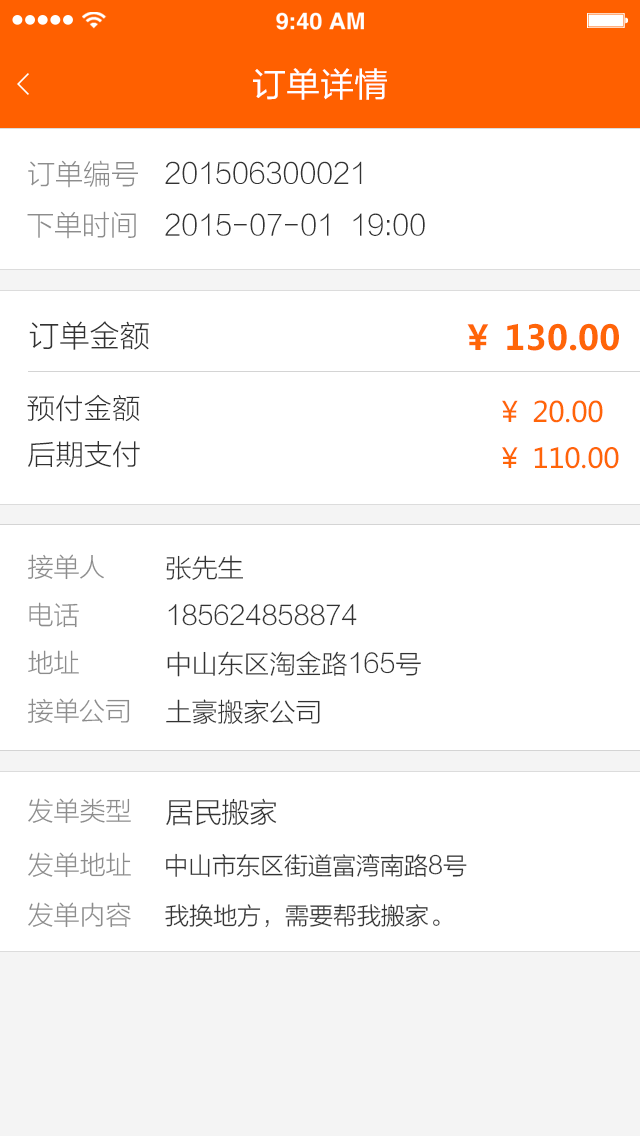 9:40 AM
订单详情
订单编号 201506300021
下单时间 2015-07-01 19:00
订单金额 ¥ 130.00
预付金额 ¥ 20.00
后期支付 ¥ 110.00
接单人 张先生
电话 185624858874
地址 中山东区淘金路165号
接单公司 土豪搬家公司
发单类型 居民搬家
发单地址 中山市东区街道富湾南路8号
发单内容 我换地方，需要帮我搬家。